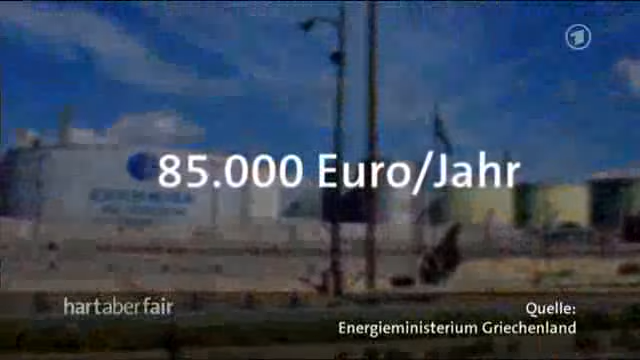 85.000 Euro/Jahr
hartaberfair
Quelle:
Energieministerium Griechenland